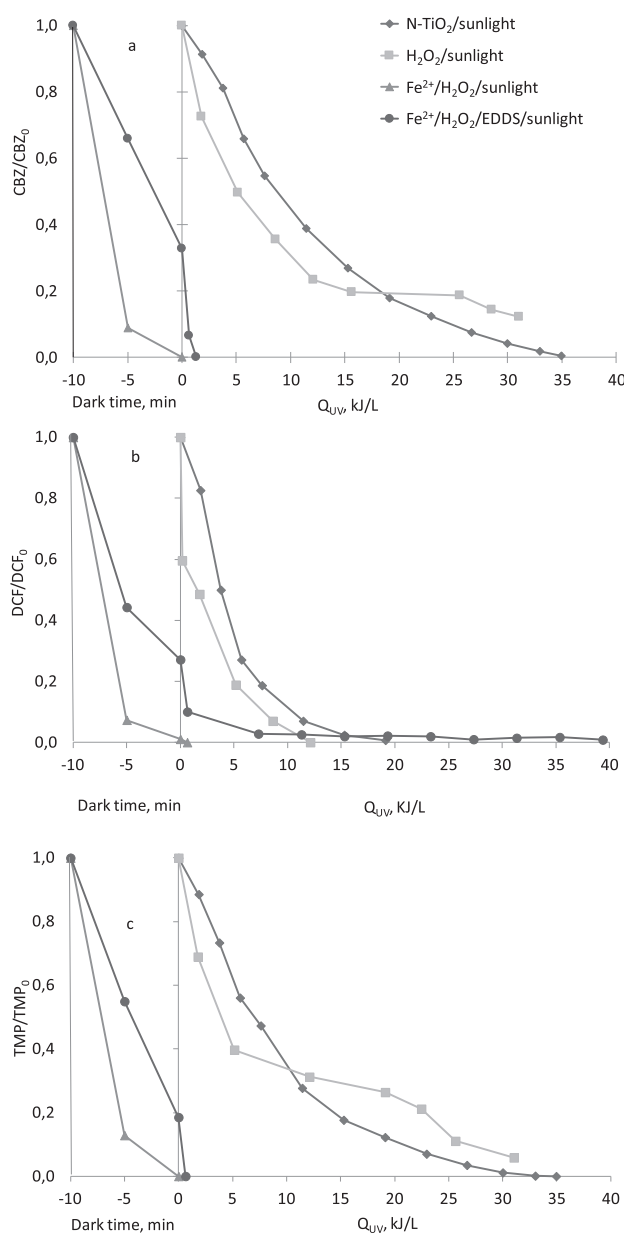 N-TiO₂/sunlight
H₂O₂/sunlight
Fe²⁺/H₂O₂/sunlight
Fe²⁺/H₂O₂/EDDS/sunlight
a
CBZ/CBZ₀
1,0
0,8
0,6
0,4
0,2
0,0
-10 -5 0 5 10 15 20 25 30 35 40
Dark time, min Q_UV, kJ/L
b
DCF/DCF₀
1,0
0,8
0,6
0,4
0,2
0,0
-10 -5 0 5 10 15 20 25 30 35 40
Dark time, min Q_UV, KJ/L
c
TMP/TMP₀
1,0
0,8
0,6
0,4
0,2
0,0
-10 -5 0 5 10 15 20 25 30 35 40
Dark time, min Q_UV, kJ/L